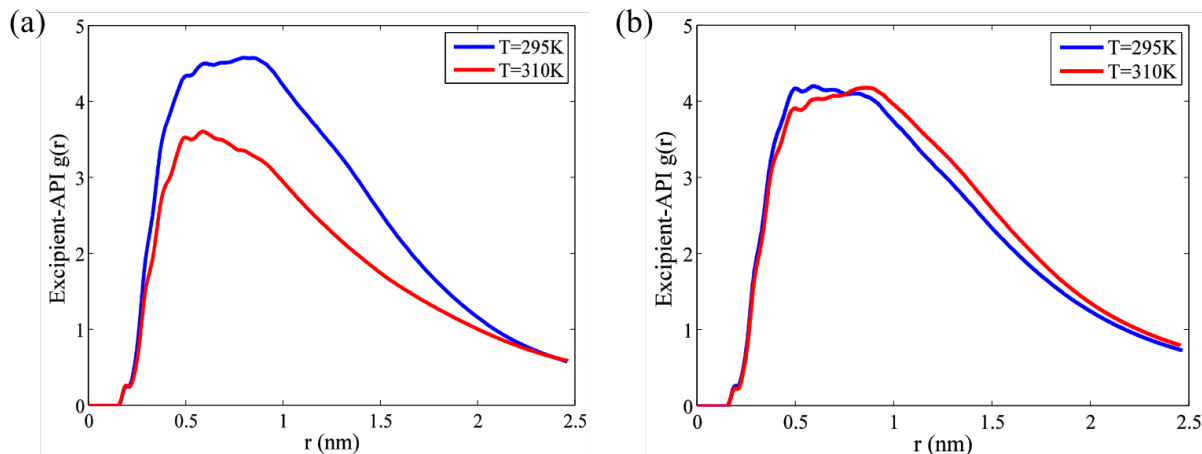 (a)
5
4
3
2
1
0
Excipient-API g(r)
T=295K
T=310K
0 0.5 1 1.5 2 2.5
r (nm)
(b)
5
4
3
2
1
0
Excipient-API g(r)
T=295K
T=310K
0 0.5 1 1.5 2 2.5
r (nm)